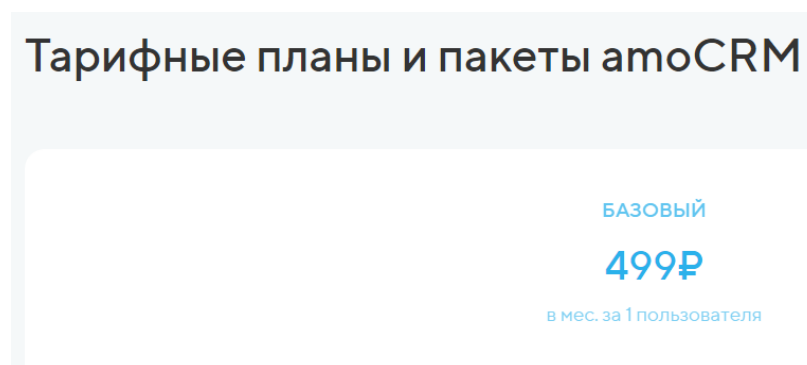 Тарифные планы и пакеты amoCRM
БАЗОВЫЙ
499₽
в мес. за 1 пользователя